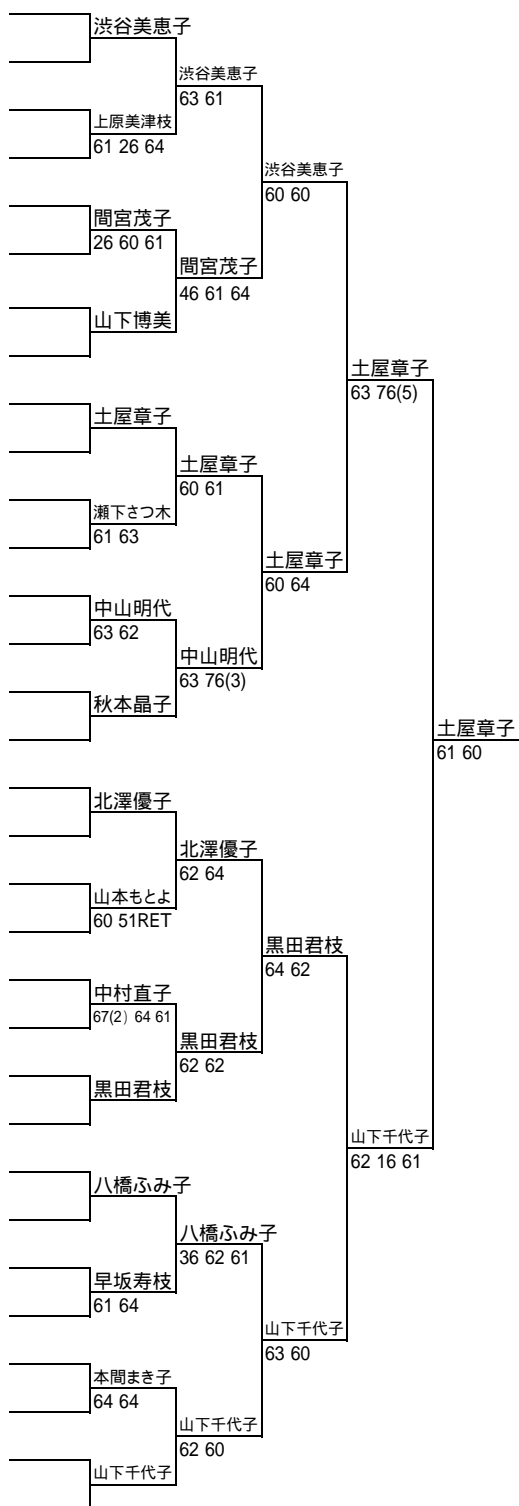 渋谷美恵子
渋谷美恵子
63 61
上原美津枝
61 26 64
渋谷美恵子
60 60
間宮茂子
26 60 61
間宮茂子
46 61 64
山下博美
土屋章子
63 76(5)
土屋章子
土屋章子
60 61
瀬下さつ木
61 63
土屋章子
60 64
中山明代
63 62
中山明代
63 76(3)
秋本晶子
土屋章子
61 60
北澤優子
北澤優子
62 64
山本もとよ
60 51RET
黒田君枝
64 62
中村直子
67(2) 64 61
黒田君枝
62 62
黒田君枝
山下千代子
62 16 61
八橋ふみ子
八橋ふみ子
36 62 61
早坂寿枝
61 64
山下千代子
63 60
本間まき子
64 64
山下千代子
62 60
山下千代子